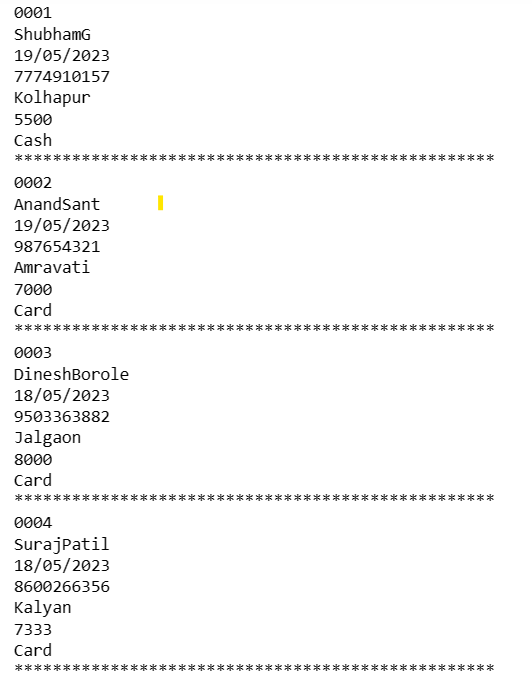 0001
ShubhamG
19/05/2023
7774910157
Kolhapur
5500
Cash
**************************************************
0002
AnandSant
19/05/2023
987654321
Amravati
7000
Card
**************************************************
0003
DineshBorole
18/05/2023
9503363882
Jalgaon
8000
Card
**************************************************
0004
SurajPatil
18/05/2023
8600266356
Kalyan
7333
Card
**************************************************